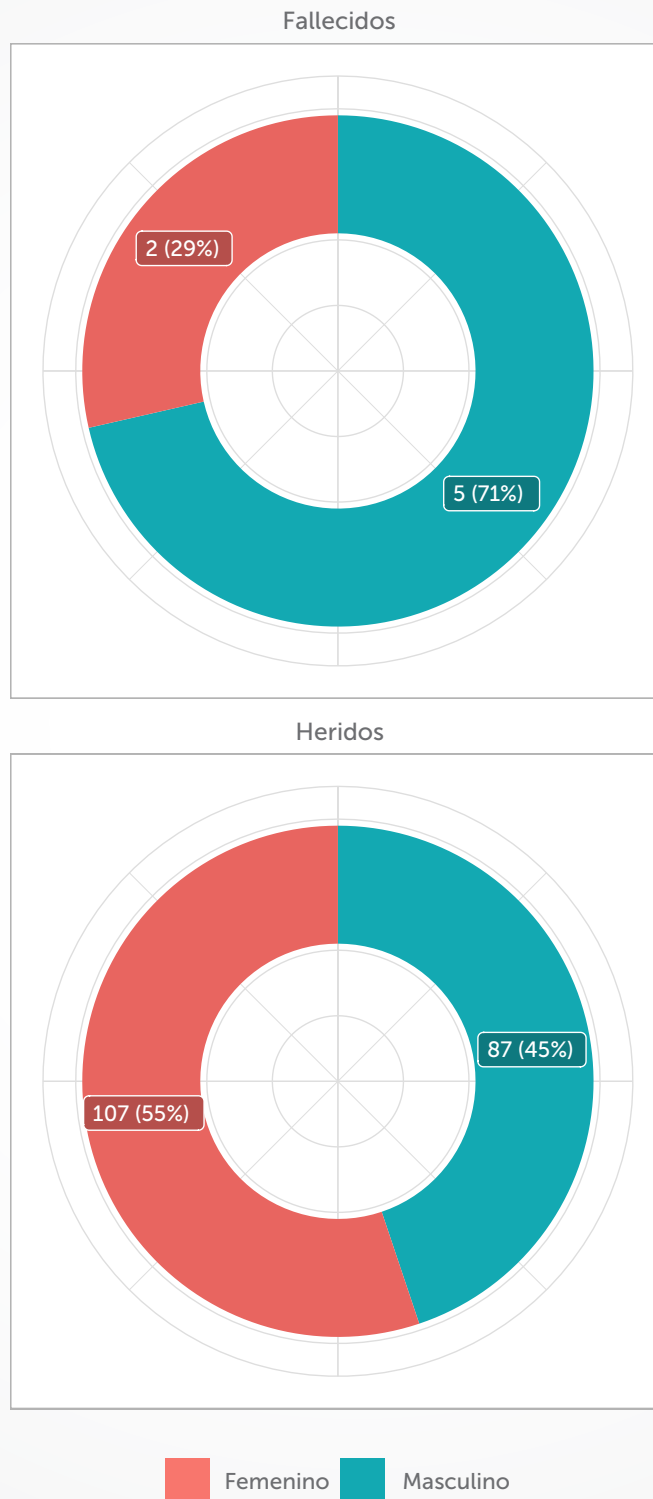 Fallecidos
2 (29%)
5 (71%)
Heridos
87 (45%)
107 (55%)
Femenino
Masculino